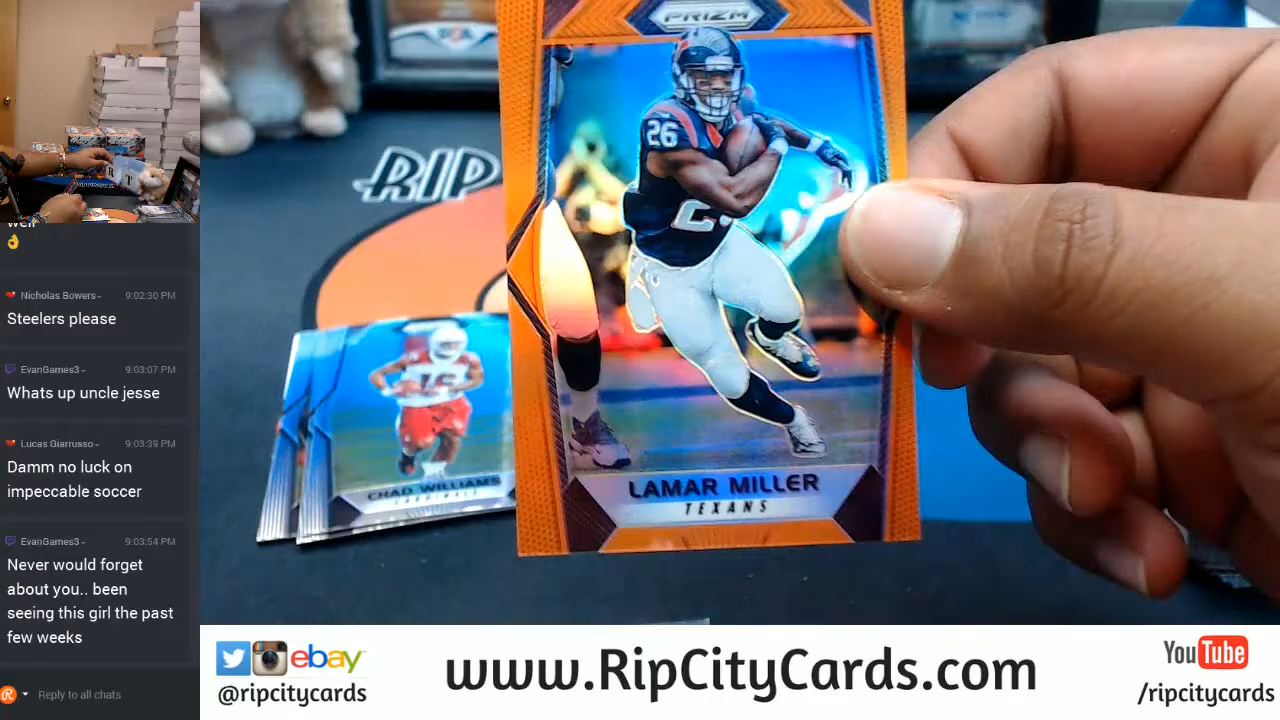 well
👌
Nicholas Bowers- 9:02:30 PM
Steelers please
EvanGames3- 9:03:07 PM
Whats up uncle jesse
Lucas Giarrusso- 9:03:39 PM
Damm no luck on
impeccable soccer
EvanGames3- 9:03:54 PM
Never would forget
about you.. been
seeing this girl the past
few weeks
Reply to all chats
RIP
PRIZM
26
LAMAR MILLER
TEXANS
CHAD WILLIAMS
CARDINALS
ebay
@ripcitycards
www.RipCityCards.com
YouTube
/ripcitycards